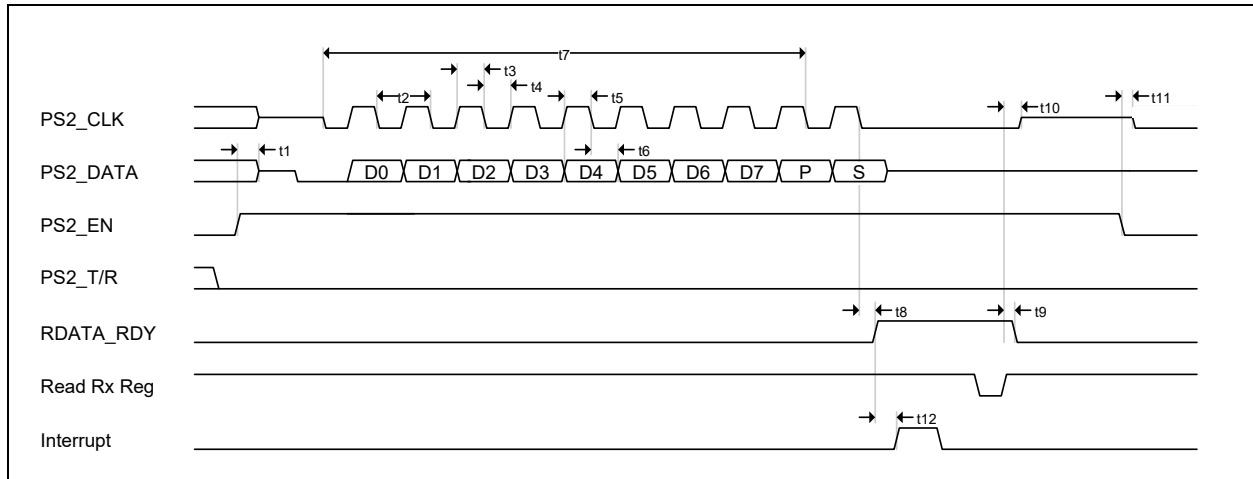 t7
t3
t4
t2 t5 t10 t11
PS2_CLK
t1 t6
PS2_DATA D0 D1 D2 D3 D4 D5 D6 D7 P S
PS2_EN
PS2_T/R
t8 t9
RDATA_RDY
Read Rx Reg
t12
Interrupt